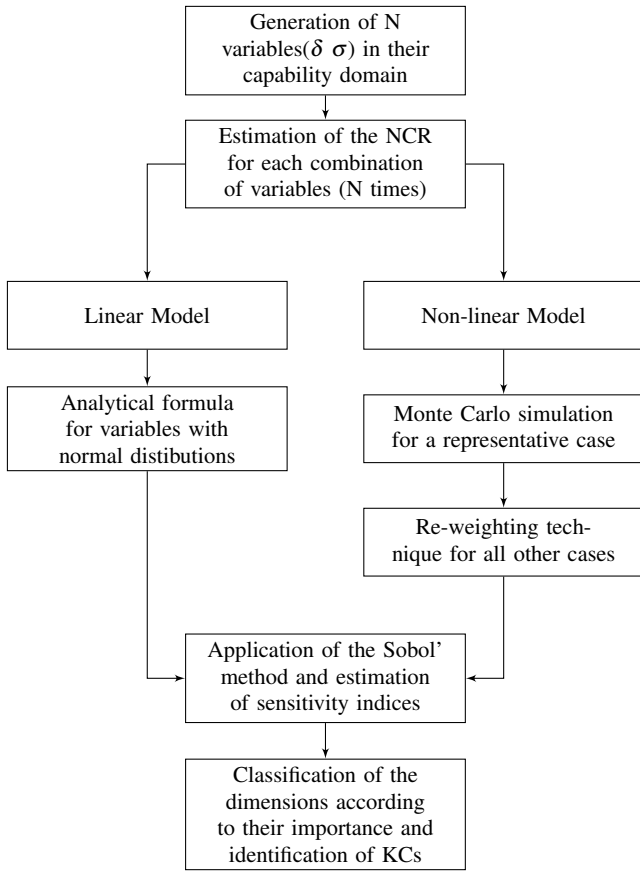 Generation of N
variables(δ σ) in their
capability domain
Estimation of the NCR
for each combination
of variables (N times)
Linear Model
Non-linear Model
Analytical formula
for variables with
normal distibutions
Monte Carlo simulation
for a representative case
Re-weighting tech-
nique for all other cases
Application of the Sobol’
method and estimation
of sensitivity indices
Classification of the
dimensions according
to their importance and
identification of KCs